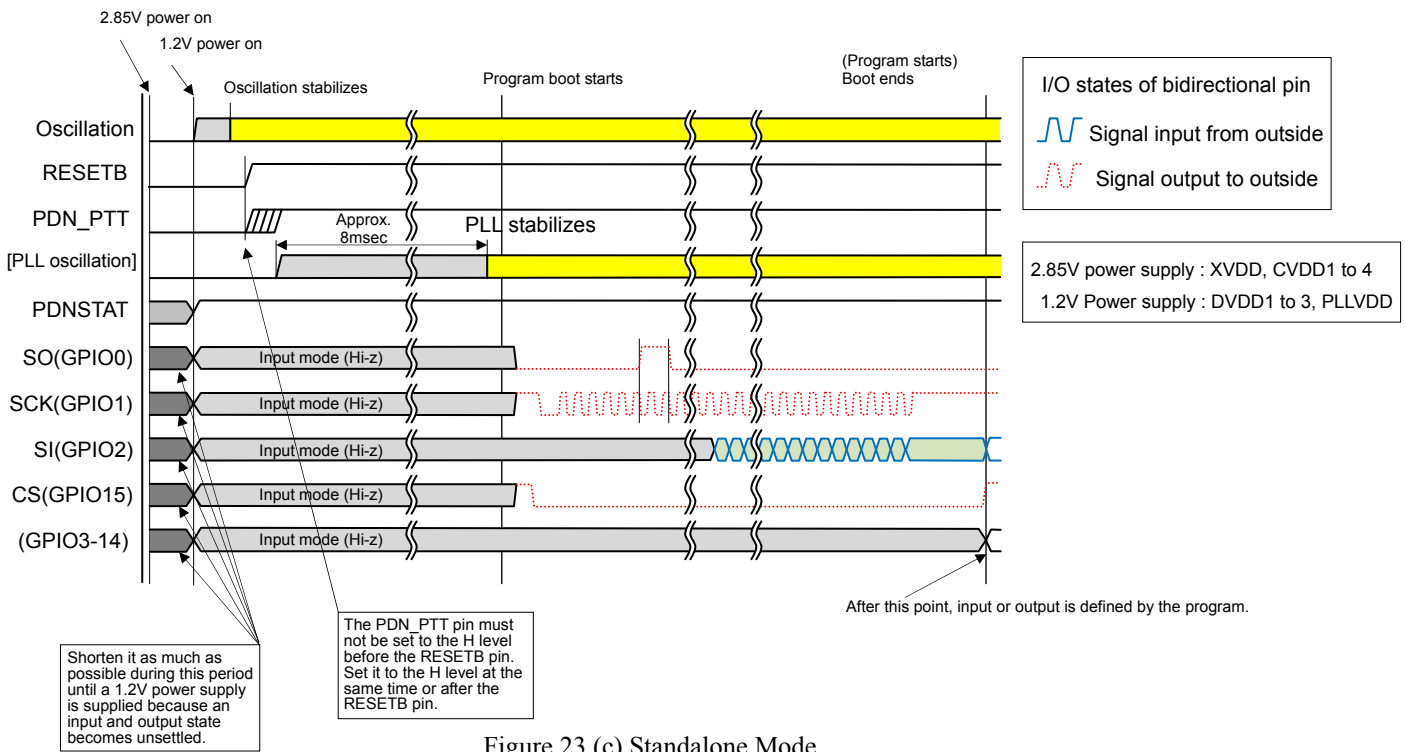 2.85V power on
1.2V power on
Oscillation stabilizes
Program boot starts
(Program starts)
Boot ends
Oscillation
RESETB
PDN_PTT
Approx.
8msec
PLL stabilizes
[PLL oscillation]
PDNSTAT
SO(GPIO0)
Input mode (Hi-z)
SCK(GPIO1)
Input mode (Hi-z)
SI(GPIO2)
Input mode (Hi-z)
CS(GPIO15)
Input mode (Hi-z)
(GPIO3-14)
Input mode (Hi-z)
I/O states of bidirectional pin
Signal input from outside
Signal output to outside
2.85V power supply : XVDD, CVDD1 to 4
1.2V Power supply : DVDD1 to 3, PLLVDD
After this point, input or output is defined by the program.
The PDN_PTT pin must
not be set to the H level
before the RESETB pin.
Set it to the H level at the
same time or after the
RESETB pin.
Shorten it as much as
possible during this period
until a 1.2V power supply
is supplied because an
input and output state
becomes unsettled.
Figure 23 (c) Standalone Mode